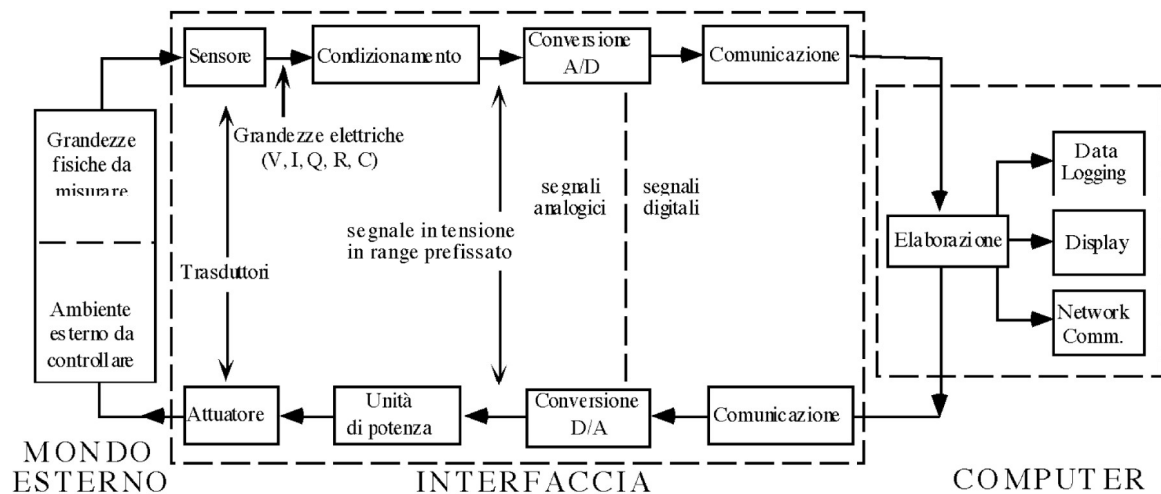 Sensore
Condizionamento
Conversione
A/D
Comunicazione
Grandezze elettriche
(V, I, Q, R, C)
Grandezze
fisiche da
misurare
Data
Logging
segnali
analogici
segnali
digitali
segnale in tensione
in range prefissato
Elaborazione
Display
Trasduttori
Ambiente
esterno da
controllare
Network
Comm.
Attuatore
Unità
di potenza
Conversione
D/A
Comunicazione
MONDO
ESTERNO
INTERFACCIA
COMPUTER